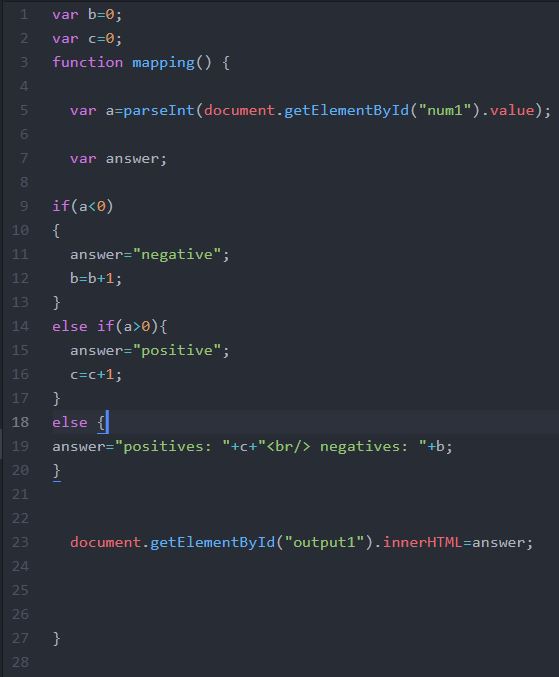 1 var b=0;
2 var c=0;
3 function mapping() {
4
5 var a=parseInt(document.getElementById("num1").value);
6
7 var answer;
8
9 if(a<0)
10 {
11 answer="negative";
12 b=b+1;
13 }
14 else if(a>0){
15 answer="positive";
16 c=c+1;
17 }
18 else {
19 answer="positives: "+c+"<br/> negatives: "+b;
20 }
21
22
23 document.getElementById("output1").innerHTML=answer;
24
25
26
27 }
28